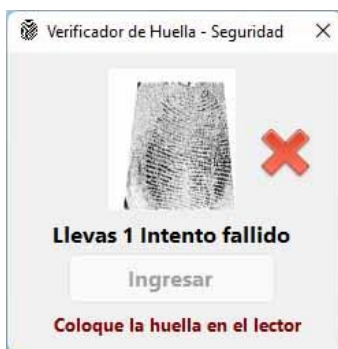 Verificador de Huella - Seguridad
Llevas 1 Intento fallido
Ingresar
Coloque la huella en el lector